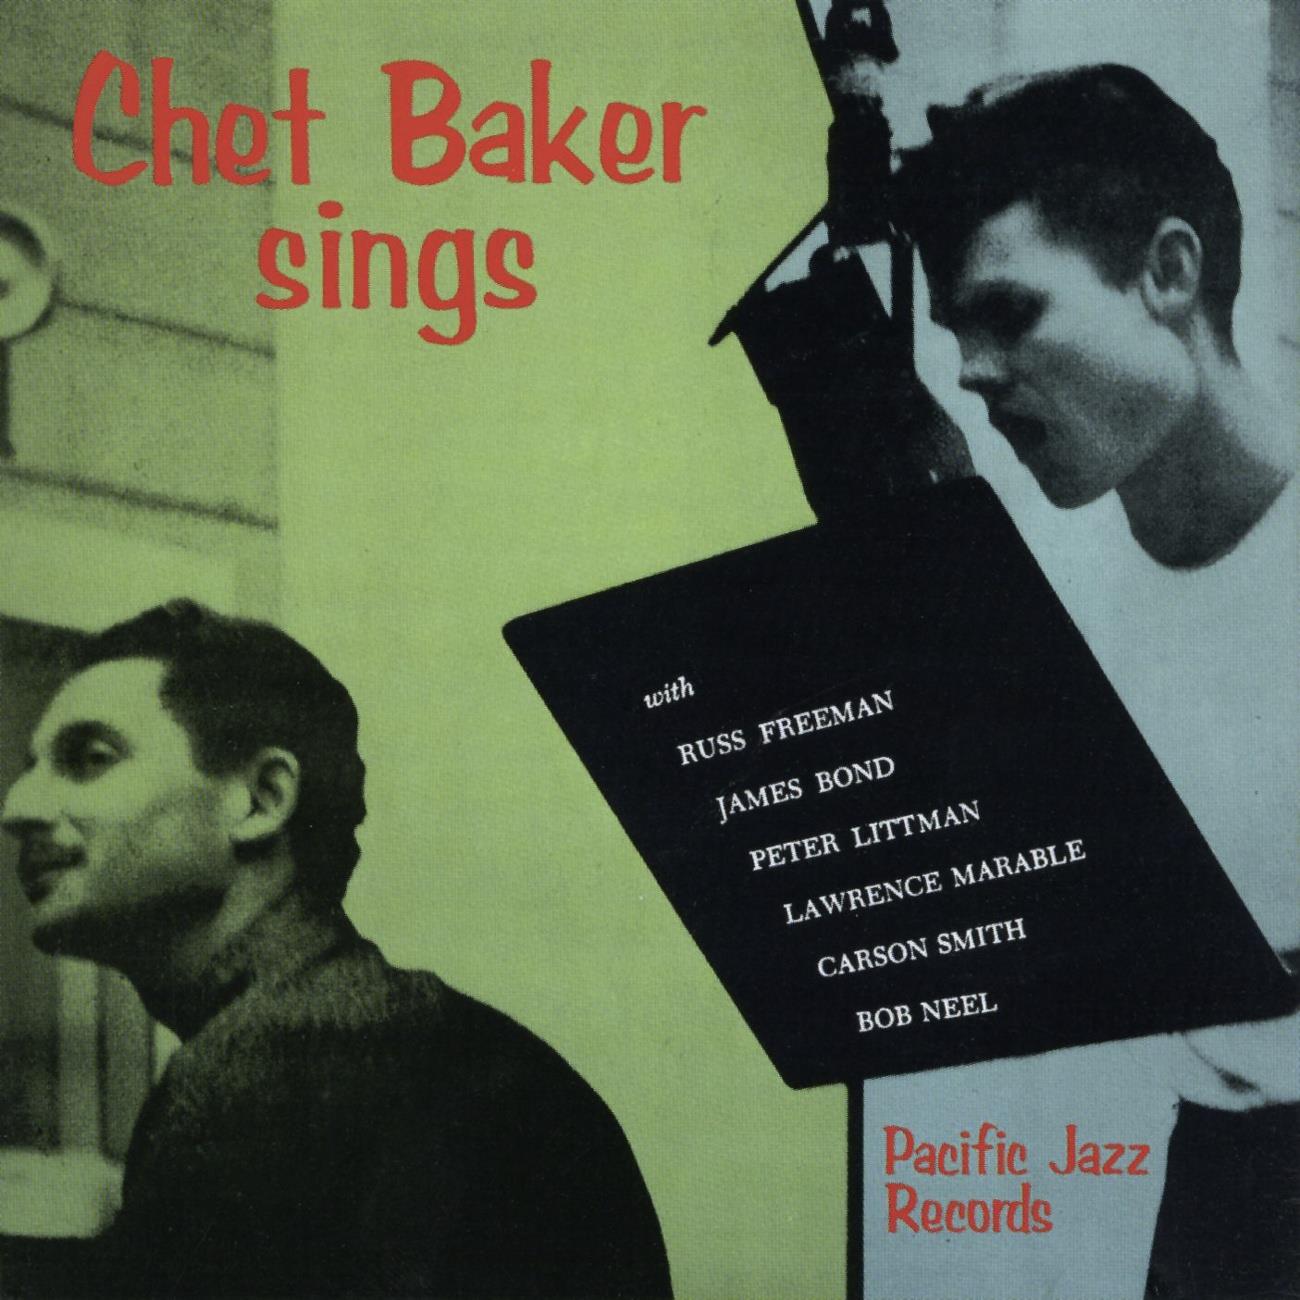 Chet Baker
sings
with
RUSS FREEMAN
JAMES BOND
PETER LITTMAN
LAWRENCE MARABLE
CARSON SMITH
BOB NEEL
Pacific Jazz
Records